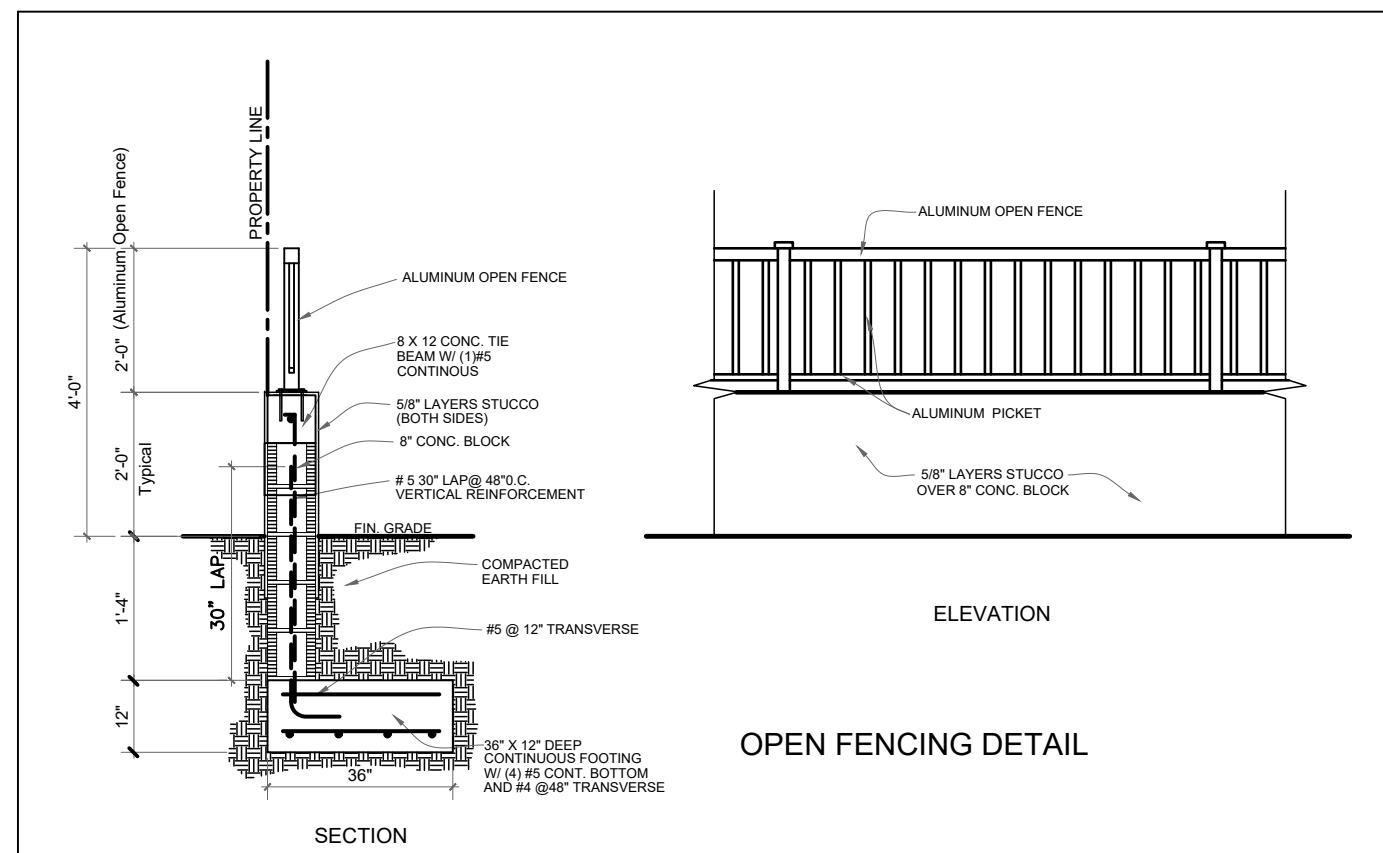 PROPERTY LINE
2'-0" (Aluminum Open Fence)
4'-0"
2'-0"
Typical
1'-4"
30" LAP
12"
36"
ALUMINUM OPEN FENCE
8 X 12 CONC. TIE
BEAM W/ (1)#5
CONTINOUS
5/8" LAYERS STUCCO
(BOTH SIDES)
8" CONC. BLOCK
# 5 30" LAP@ 48"0.C.
VERTICAL REINFORCEMENT
FIN. GRADE
COMPACTED
EARTH FILL
#5 @ 12" TRANSVERSE
36" X 12" DEEP
CONTINUOUS FOOTING
W/ (4) #5 CONT. BOTTOM
AND #4 @48" TRANSVERSE
SECTION
ALUMINUM OPEN FENCE
ALUMINUM PICKET
5/8" LAYERS STUCCO
OVER 8" CONC. BLOCK
ELEVATION
OPEN FENCING DETAIL